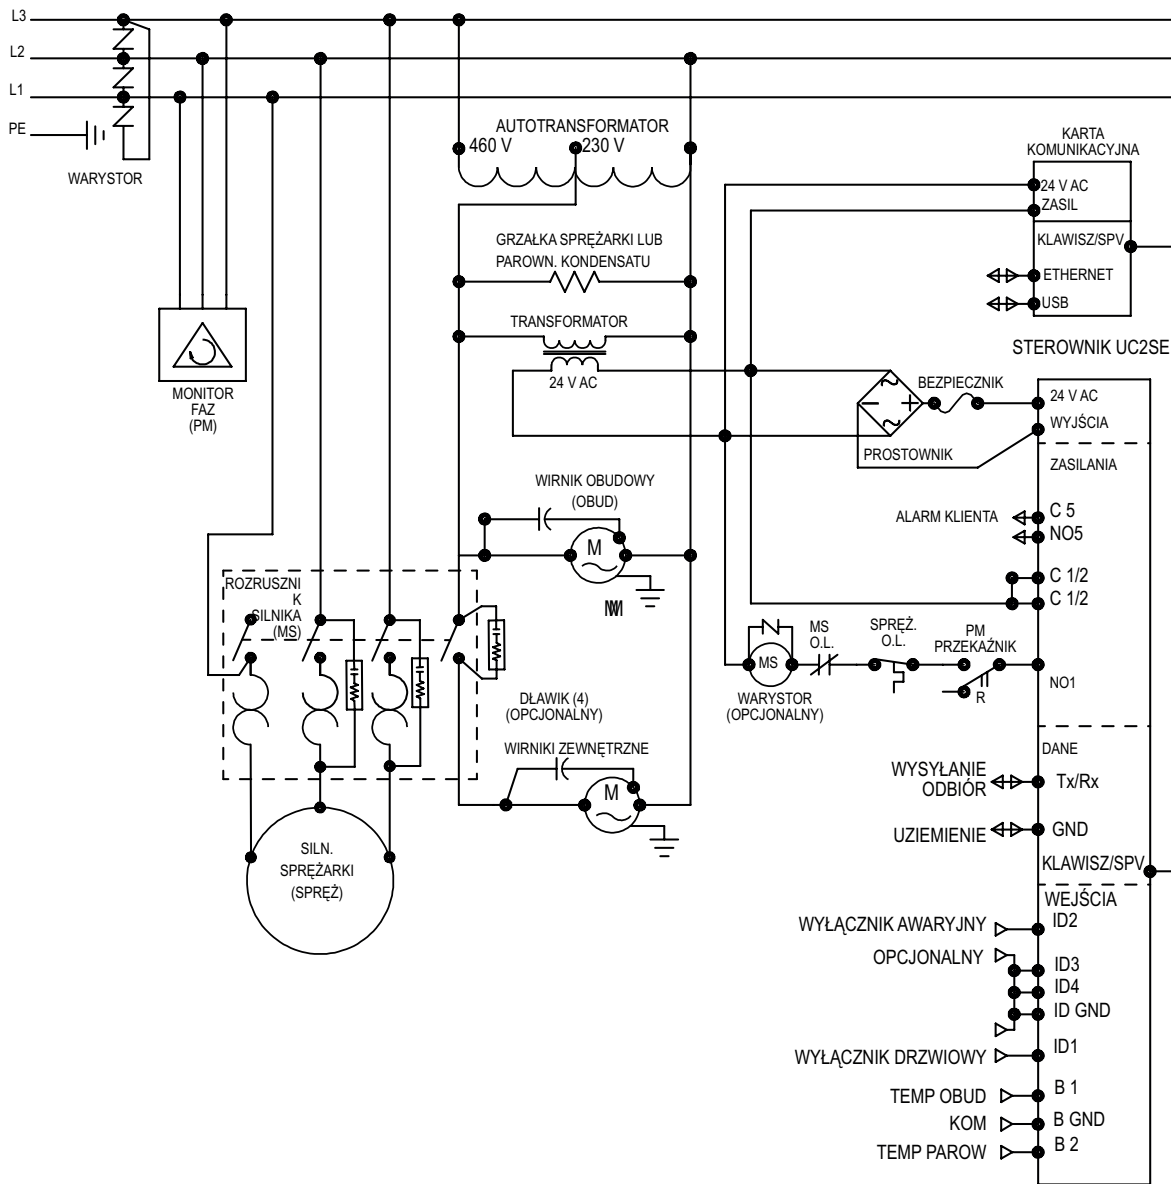 L3
L2
L1
PE
WARYSTOR
AUTOTRANSFORMATOR
460 V
230 V
KARTA
KOMUNIKACYJNA
24 V AC
ZASIL
KLAWISZ/SPV
ETHERNET
USB
GRZAŁKA SPRĘŻARKI LUB
PAROWN. KONDENSATU
TRANSFORMATOR
24 V AC
MONITOR
FAZ
(PM)
STEROWNIK UC2SE
BEZPIECZNIK
24 V AC
WYJŚCIA
PROSTOWNIK
ZASILANIA
WIRNIK OBUDOWY
(OBUD)
M
ALARM KLIENTA
C 5
NO5
C 1/2
C 1/2
ROZRUSZNI
K
SILNIKA
(MS)
MS
O.L.
SPRĘŻ.
O.L.
PM
PRZEKAŹNIK
MS
R
NO1
WARYSTOR
(OPCJONALNY)
DŁAWIK (4)
(OPCJONALNY)
WIRNIKI ZEWNĘTRZNE
M
DANE
WYSYŁANIE
ODBIÓR
Tx/Rx
UZIEMIENIE
GND
KLAWISZ/SPV
SILN.
SPRĘŻARKI
(SPRĘŻ)
WEJŚCIA
WYŁĄCZNIK AWARYJNY
ID2
OPCJONALNY
ID3
ID4
ID GND
WYŁĄCZNIK DRZWIOWY
ID1
TEMP OBUD
B 1
KOM
B GND
TEMP PAROW
B 2